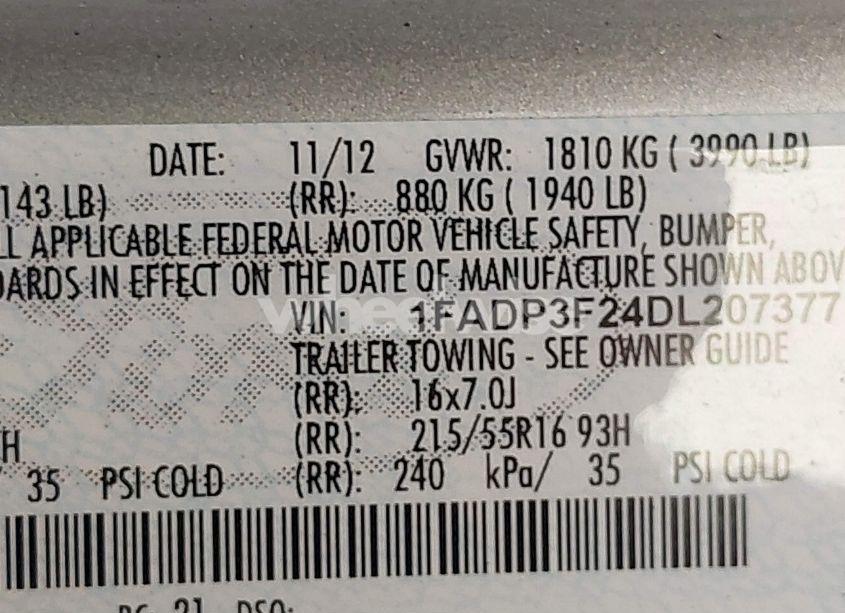 DATE: 11/12 GVWR: 1810 KG ( 3990 LB)
143 LB) (RR): 880 KG ( 1940 LB)
LL APPLICABLE FEDERAL MOTOR VEHICLE SAFETY, BUMPER,
DARDS IN EFFECT ON THE DATE OF MANUFACTURE SHOWN ABOV
VIN: 1FADP3F24DL207377
TRAILER TOWING - SEE OWNER GUIDE
(RR): 16x7.0J
H (RR): 215/55R16 93H
/ 35 PSI COLD (RR): 240 kPa/ 35 PSI COLD
21 DSO: